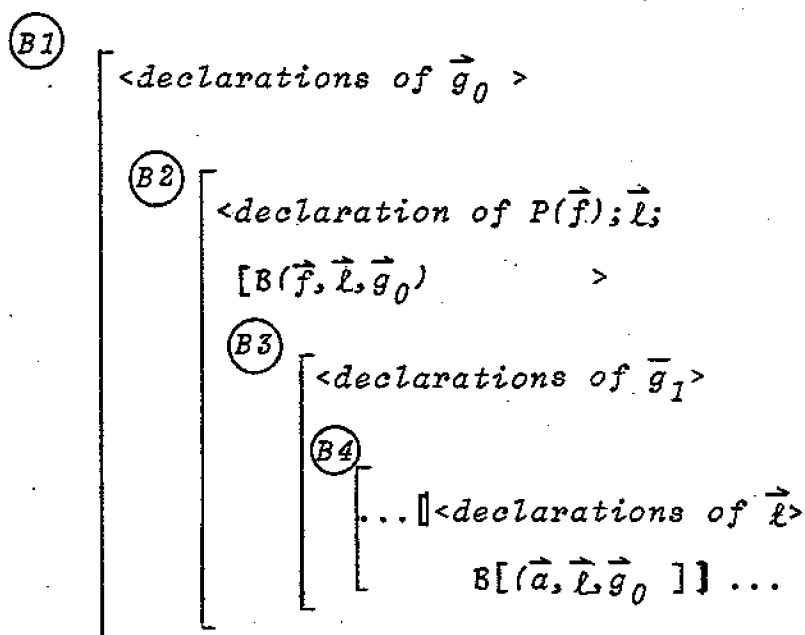 B1
<declarations of g⃗₀ >
B2
<declaration of P(f⃗);ℓ⃗;
[B(f⃗,ℓ⃗,g⃗₀) >
B3
<declarations of g̅₁>
B4
...⟦<declarations of ℓ⃗>
B[(a⃗,ℓ⃗,g⃗₀ ]⟧ ...